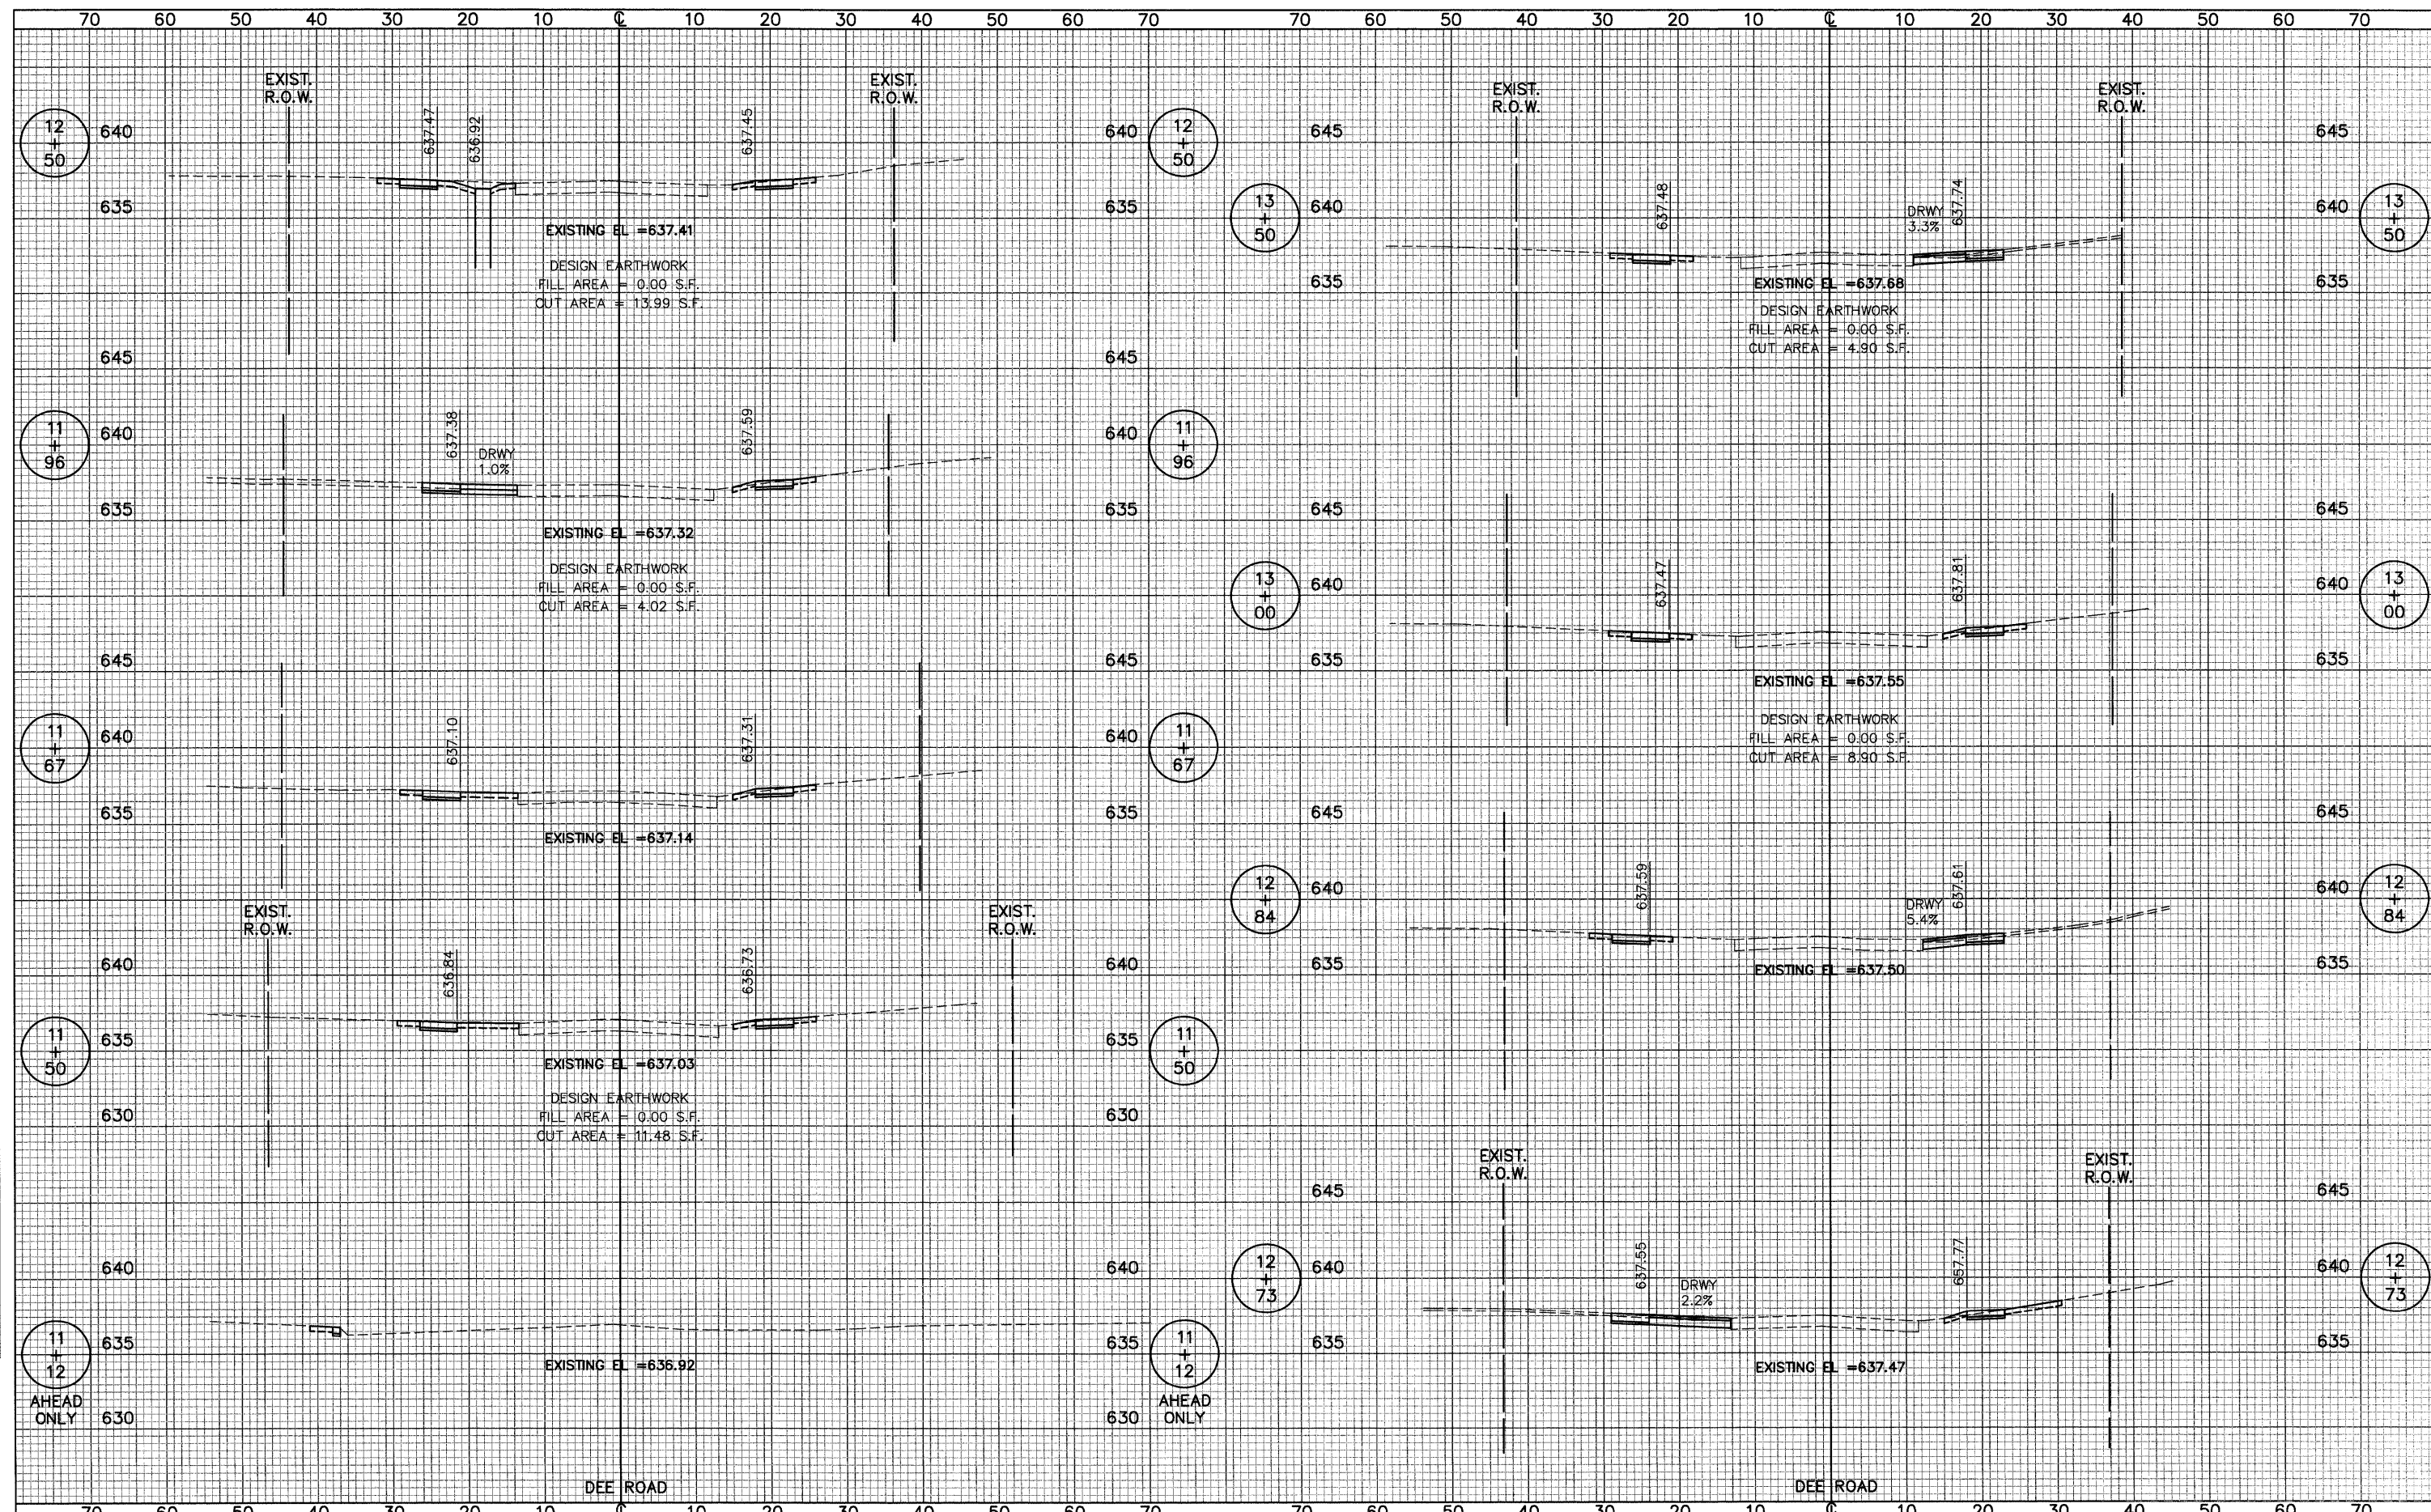 70 60 50 40 30 20 10 ℄ 10 20 30 40 50 60 70
EXIST.
R.O.W.
EXIST.
R.O.W.
12
+
50
640
637.47
636.92
637.45
640
12
+
50
635
635
EXISTING EL =637.41
DESIGN EARTHWORK
FILL AREA = 0.00 S.F.
CUT AREA = 13.99 S.F.
645
645
11
+
96
640
637.38
DRWY
1.0%
637.59
640
11
+
96
635
635
EXISTING EL =637.32
DESIGN EARTHWORK
FILL AREA = 0.00 S.F.
CUT AREA = 4.02 S.F.
645
645
11
+
67
640
637.10
637.31
640
11
+
67
635
635
EXISTING EL =637.14
EXIST.
R.O.W.
EXIST.
R.O.W.
640
636.84
636.73
640
11
+
50
635
635
11
+
50
EXISTING EL =637.03
DESIGN EARTHWORK
FILL AREA = 0.00 S.F.
CUT AREA = 11.48 S.F.
630
630
640
640
11
+
12
AHEAD
ONLY
635
635
11
+
12
AHEAD
ONLY
EXISTING EL =636.92
630
630
DEE ROAD
70 60 50 40 30 20 10 ℄ 10 20 30 40 50 60 70
70 60 50 40 30 20 10 ℄ 10 20 30 40 50 60 70
EXIST.
R.O.W.
EXIST.
R.O.W.
645
645
13
+
50
640
637.48
DRWY
3.3%
637.74
640
13
+
50
635
635
EXISTING EL =637.68
DESIGN EARTHWORK
FILL AREA = 0.00 S.F.
CUT AREA = 4.90 S.F.
645
645
13
+
00
640
637.47
637.81
640
13
+
00
635
635
EXISTING EL =637.55
DESIGN EARTHWORK
FILL AREA = 0.00 S.F.
CUT AREA = 8.90 S.F.
645
645
12
+
84
640
637.59
DRWY
5.4%
637.61
640
12
+
84
635
635
EXISTING EL =637.50
EXIST.
R.O.W.
EXIST.
R.O.W.
645
645
12
+
73
640
637.55
DRWY
2.2%
657.77
640
12
+
73
635
635
EXISTING EL =637.47
DEE ROAD
70 60 50 40 30 20 10 ℄ 10 20 30 40 50 60 70